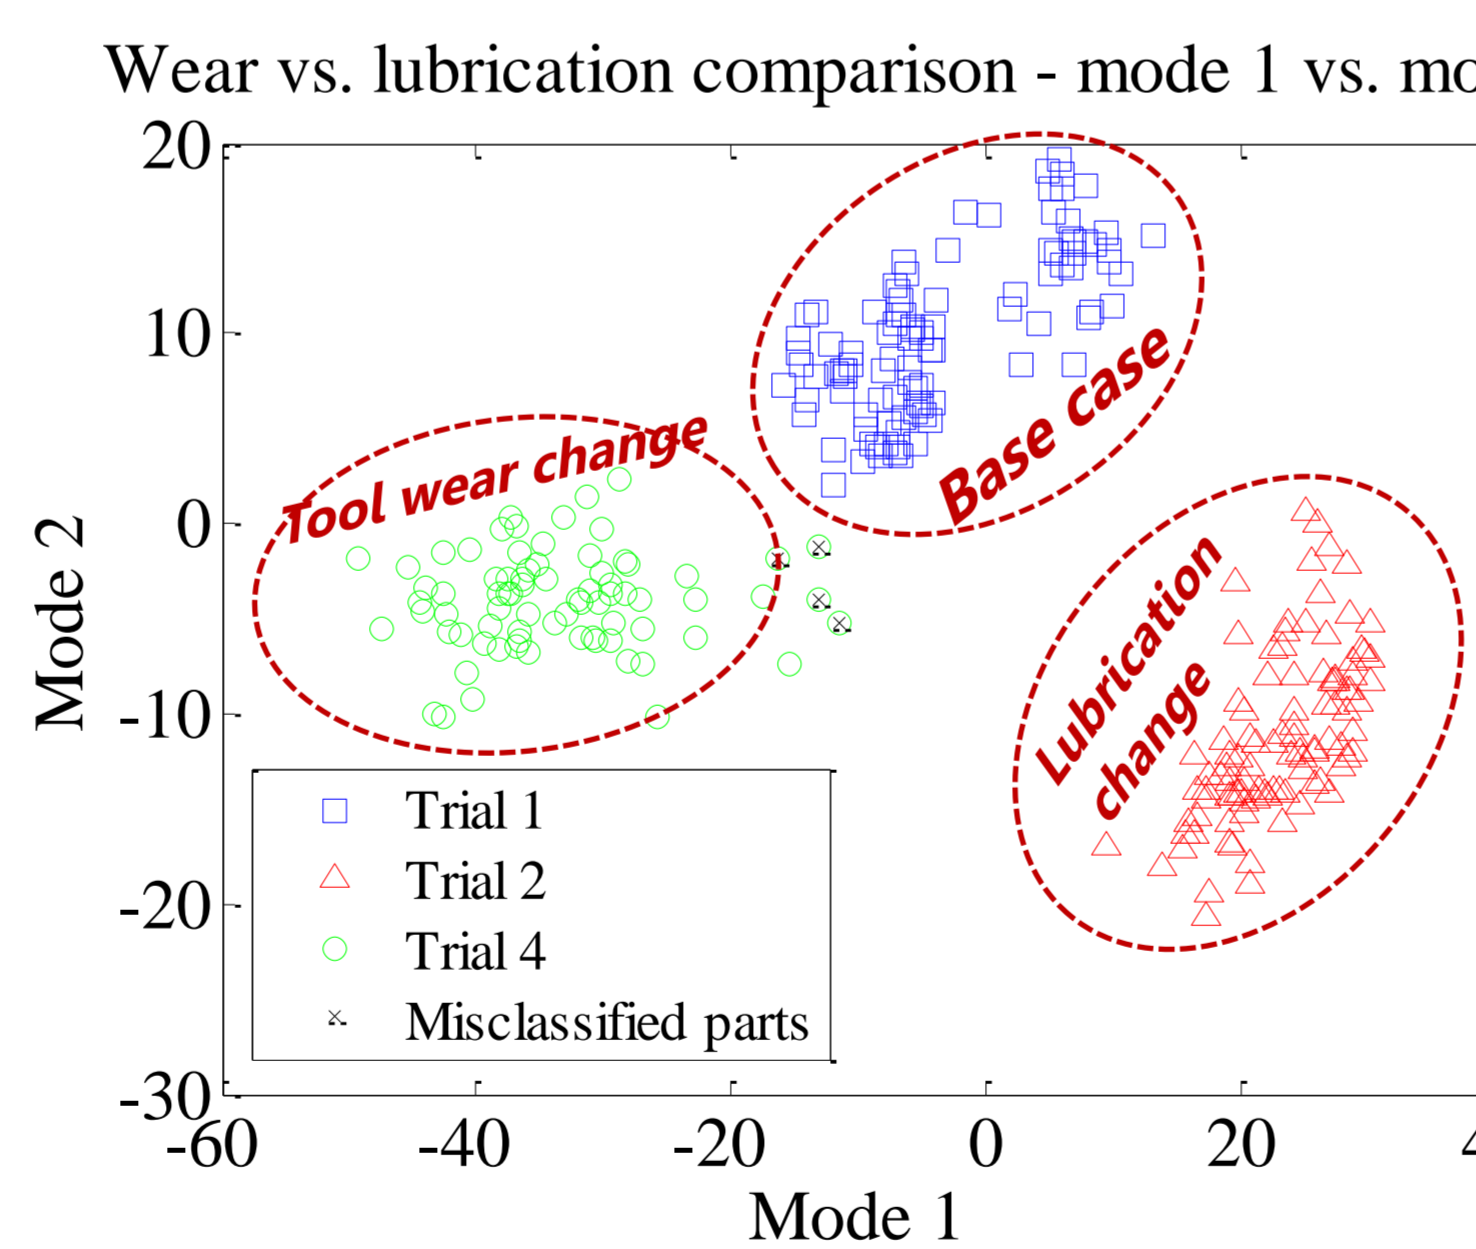 Wear vs. lubrication comparison - mode 1 vs. mo
20
10
0
-10
-20
-30
Mode 2
-60
-40
-20
0
20
4
Mode 1
Tool wear change
Base case
Lubrication
change
Trial 1
Trial 2
Trial 4
Misclassified parts